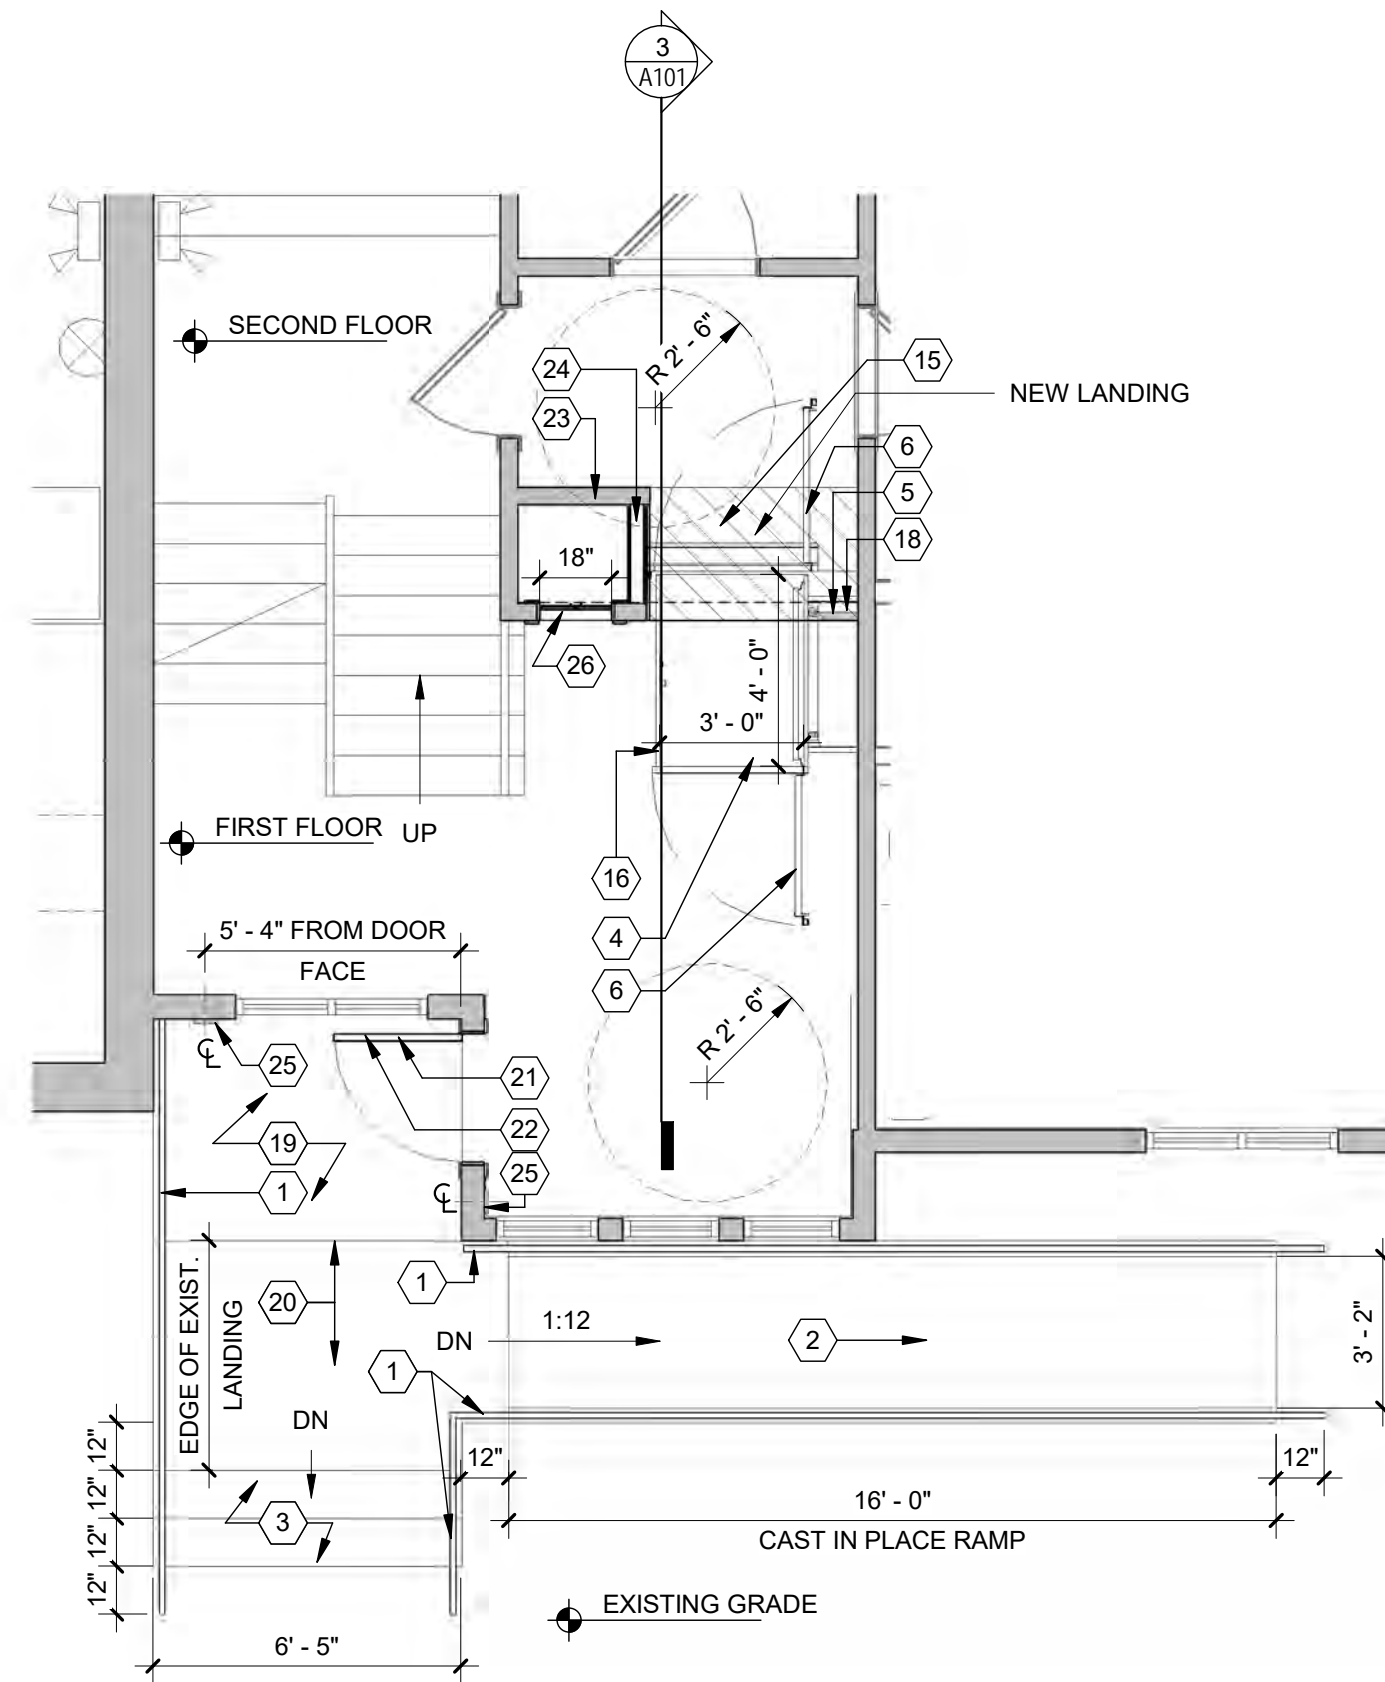 3
A101
SECOND FLOOR
R 2' - 6"
24
23
15
NEW LANDING
6
5
18
18"
26
4' - 0"
3' - 0"
FIRST FLOOR
UP
16
4
6
5' - 4" FROM DOOR
FACE
R 2' - 6"
CL
25
21
22
25
CL
19
1
EDGE OF EXIST.
LANDING
20
1
DN
1:12
2
3' - 2"
1
DN
12"
12"
12"
12"
3
12"
12"
16' - 0"
CAST IN PLACE RAMP
EXISTING GRADE
6' - 5"